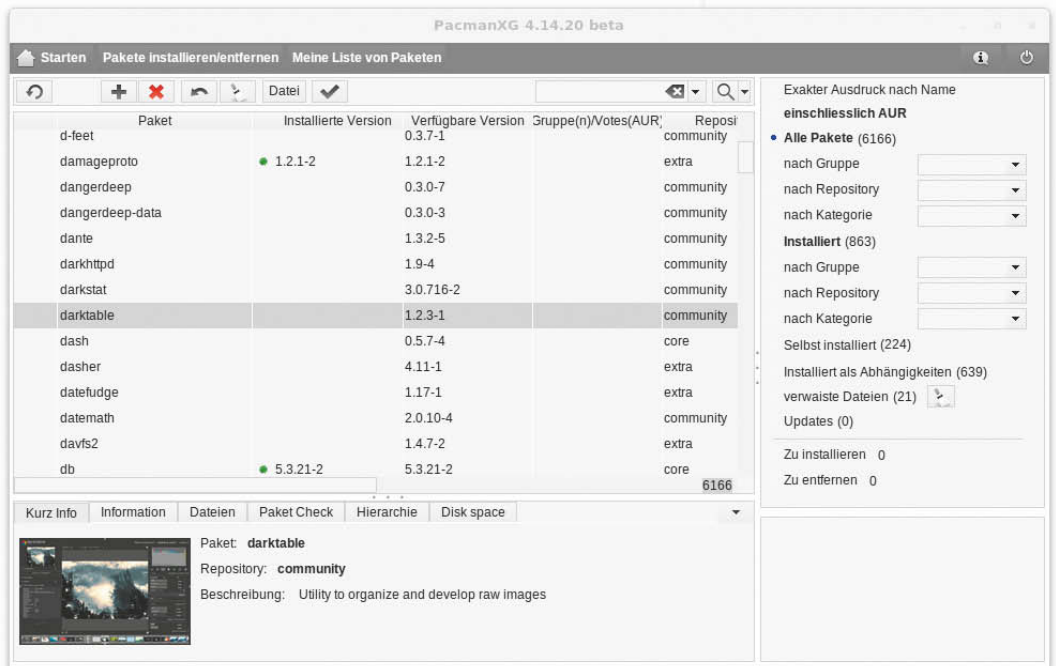 PacmanXG 4.14.20 beta
Starten Pakete installieren/entfernen Meine Liste von Paketen
Datei
Paket Installierte Version Verfügbare Version Gruppe(n)/Votes(AUR) Reposi
d-feet 0.3.7-1 community
damageproto 1.2.1-2 1.2.1-2 extra
dangerdeep 0.3.0-7 community
dangerdeep-data 0.3.0-3 community
dante 1.3.2-5 community
darkhttpd 1.9-4 community
darkstat 3.0.716-2 community
darktable 1.2.3-1 community
dash 0.5.7-4 core
dasher 4.11-1 extra
datefudge 1.17-1 extra
datemath 2.0.10-4 community
davfs2 1.4.7-2 extra
db 5.3.21-2 5.3.21-2 core
6166
Exakter Ausdruck nach Name
einschliesslich AUR
Alle Pakete (6166)
nach Gruppe
nach Repository
nach Kategorie
Installiert (863)
nach Gruppe
nach Repository
nach Kategorie
Selbst installiert (224)
Installiert als Abhängigkeiten (639)
verwaiste Dateien (21)
Updates (0)
Zu installieren 0
Zu entfernen 0
Kurz Info Information Dateien Paket Check Hierarchie Disk space
Paket: darktable
Repository: community
Beschreibung: Utility to organize and develop raw images